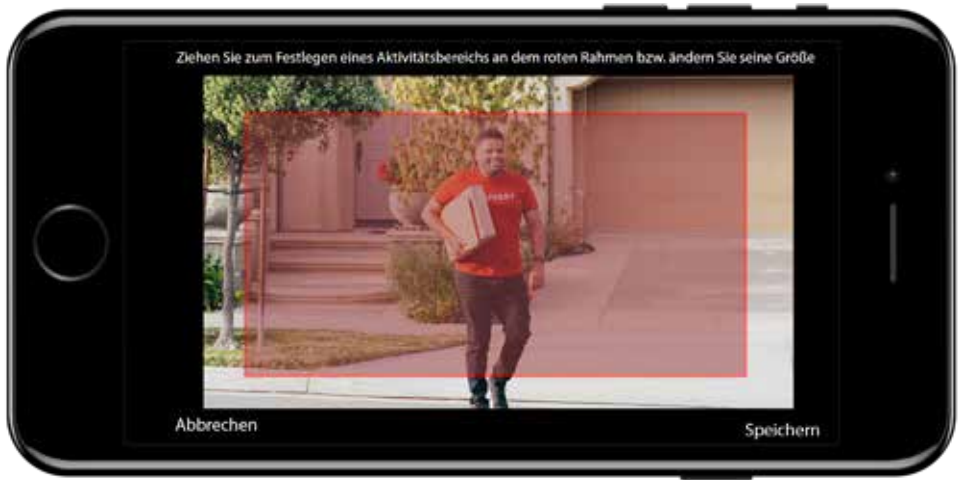 Ziehen Sie zum Festlegen eines Aktivitätsbereichs an dem roten Rahmen bzw. ändern Sie seine Größe
Abbrechen
Speichern